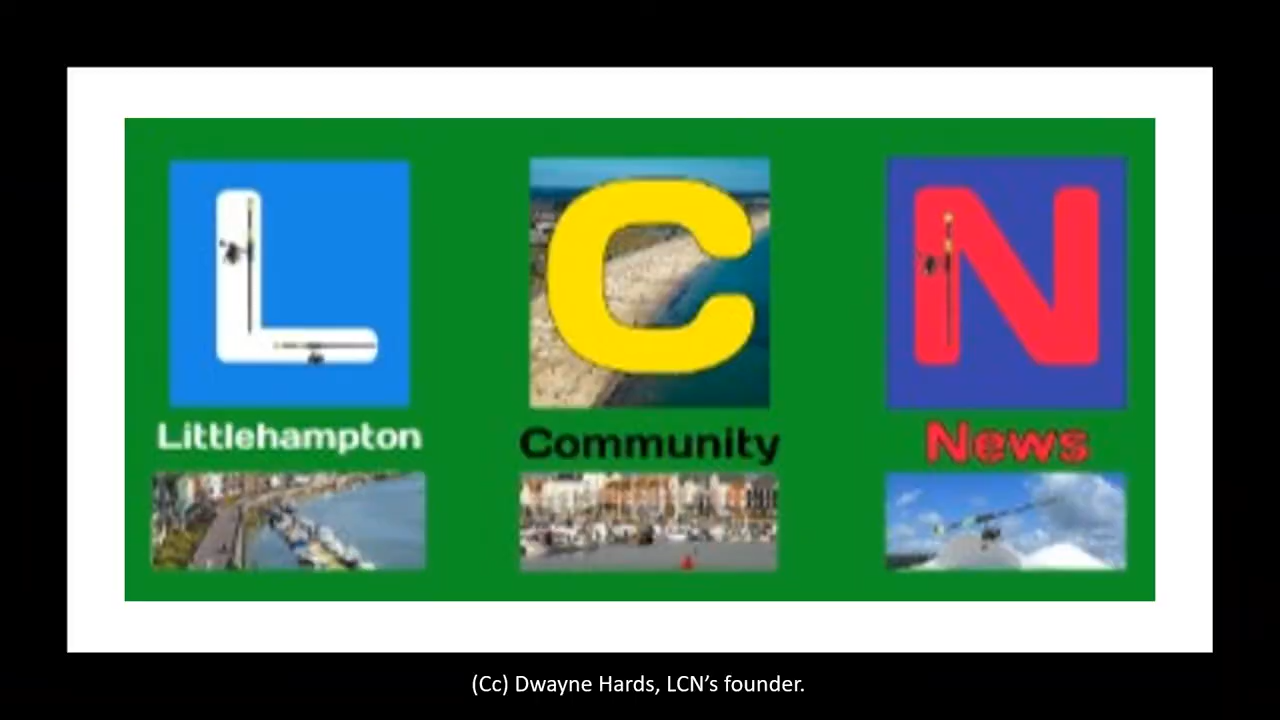 L C N
Littlehampton Community News
(Cc) Dwayne Hards, LCN’s founder.